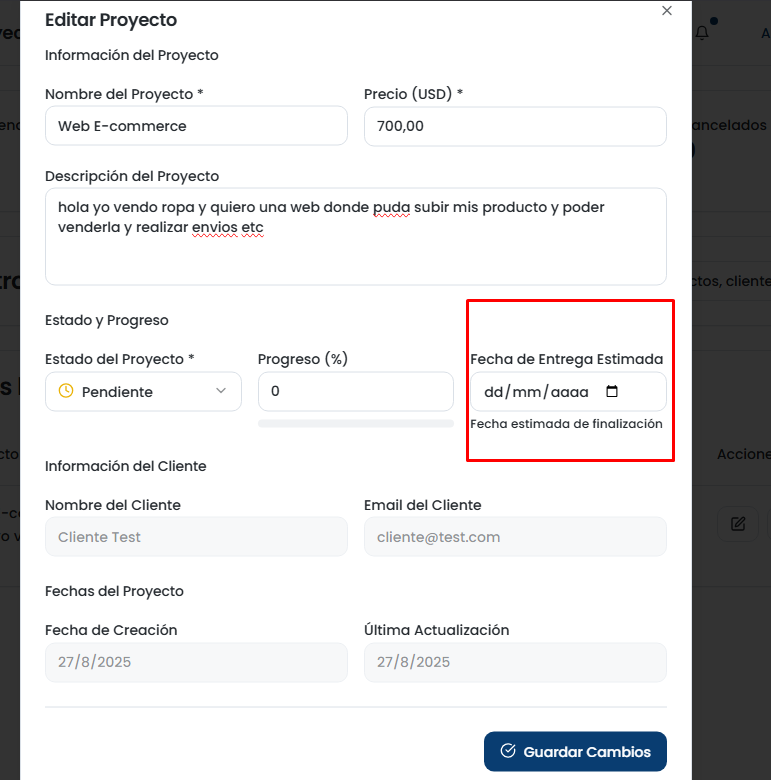 Editar Proyecto
Información del Proyecto
Nombre del Proyecto *
Precio (USD) *
Web E-commerce
700,00
Descripción del Proyecto
hola yo vendo ropa y quiero una web donde puda subir mis producto y poder
venderla y realizar envios etc
Estado y Progreso
Estado del Proyecto *
Progreso (%)
Fecha de Entrega Estimada
Pendiente
0
dd/mm/aaaa
Fecha estimada de finalización
Información del Cliente
Nombre del Cliente
Email del Cliente
Cliente Test
cliente@test.com
Fechas del Proyecto
Fecha de Creación
Última Actualización
27/8/2025
27/8/2025
Guardar Cambios
ancelados
ctos, cliente
Accione